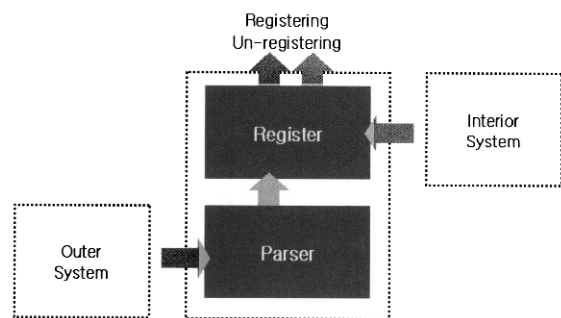 Registering
Un-registering
Register
Interior
System
Outer
System
Parser